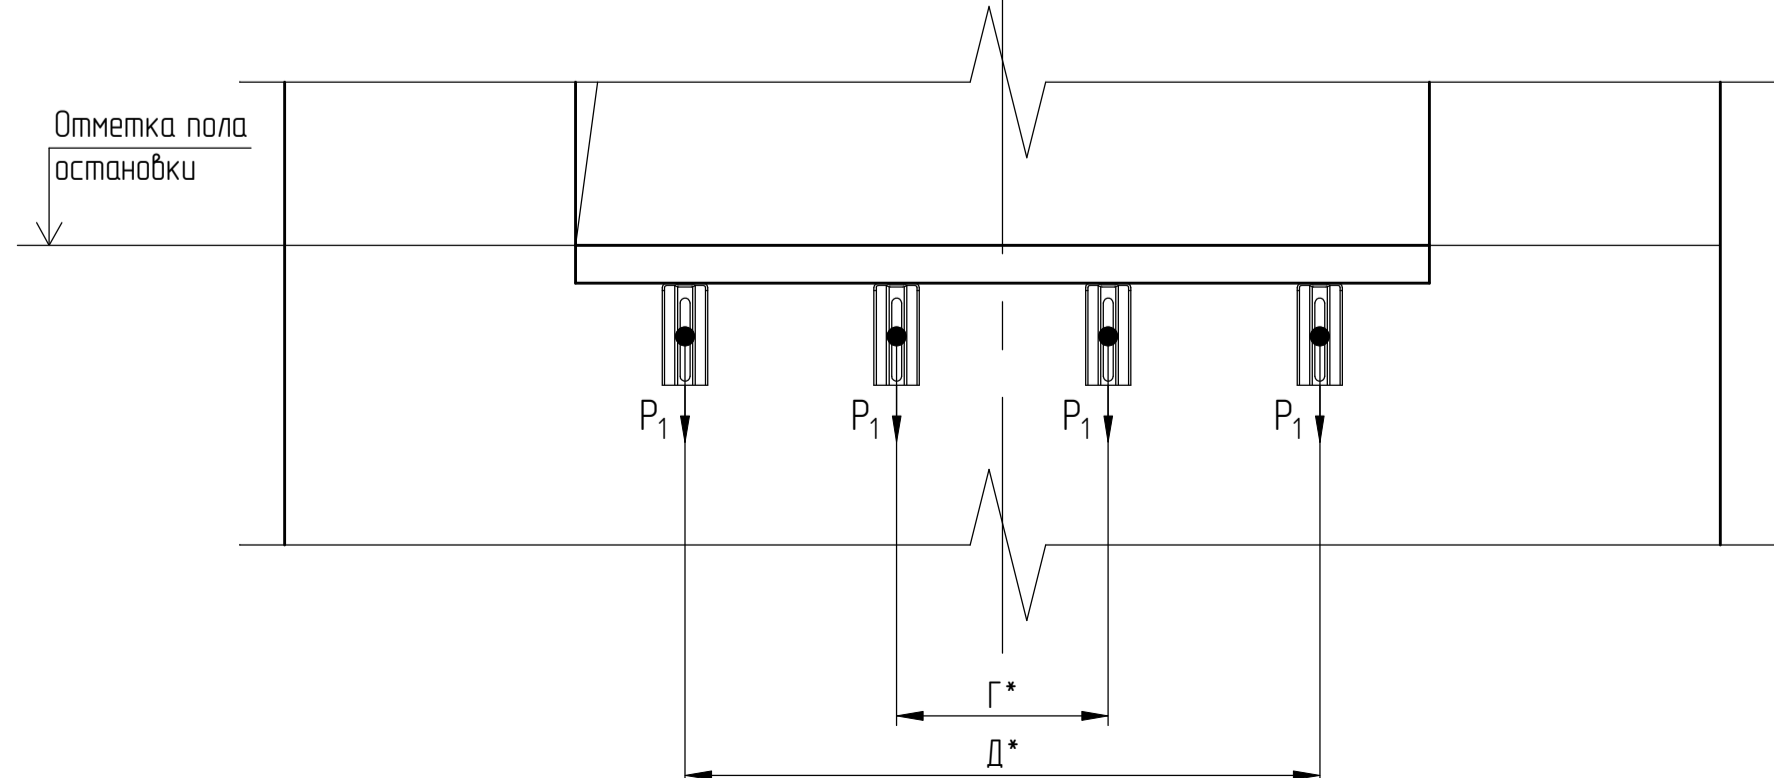 Отметка пола
остановки
P₁ P₁ P₁ P₁
Г*
Д*